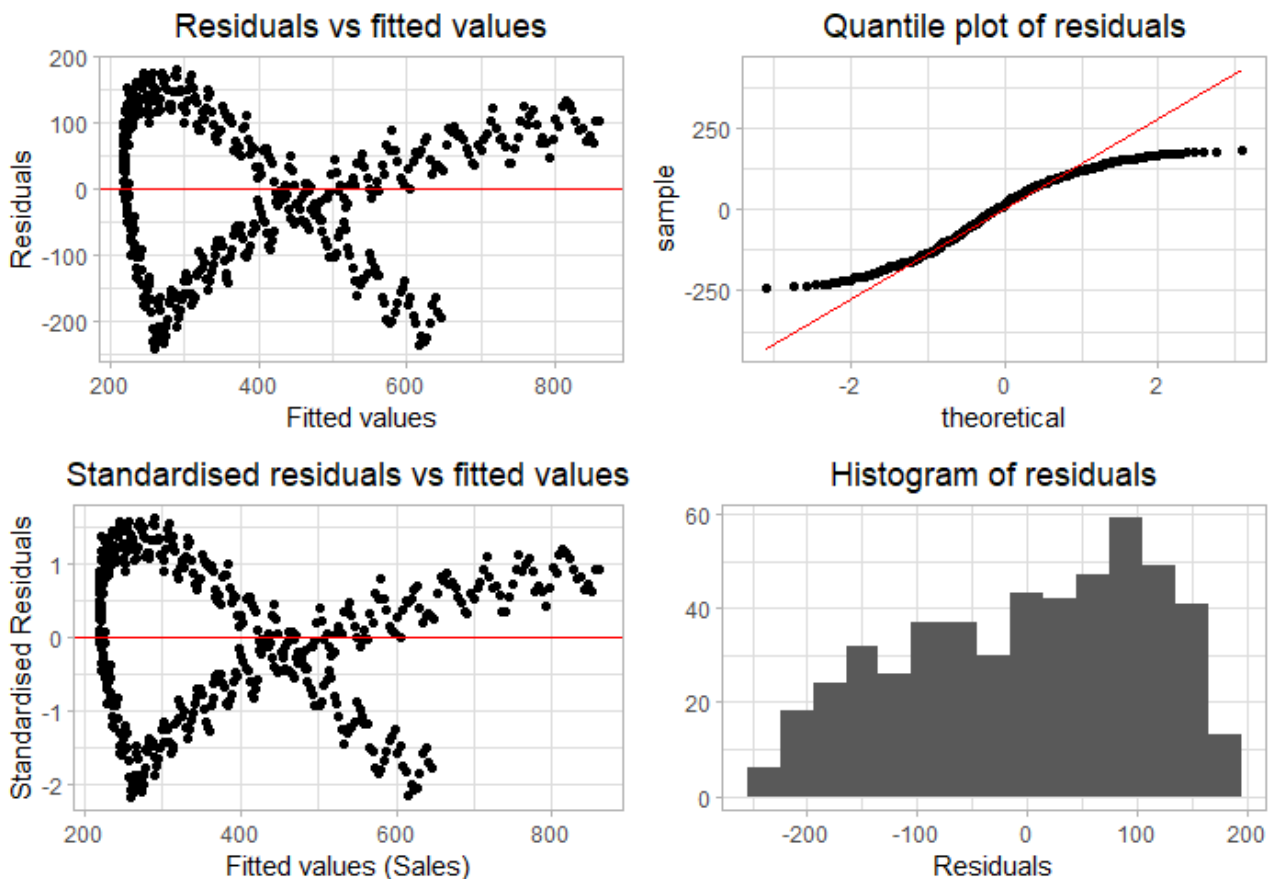 Residuals vs fitted values
200
100
0
-100
-200
Residuals
200
400
600
800
Fitted values
Quantile plot of residuals
250
0
-250
sample
-2
0
2
theoretical
Standardised residuals vs fitted values
1
0
-1
-2
Standardised Residuals
200
400
600
800
Fitted values (Sales)
Histogram of residuals
60
40
20
0
-200
-100
0
100
200
Residuals